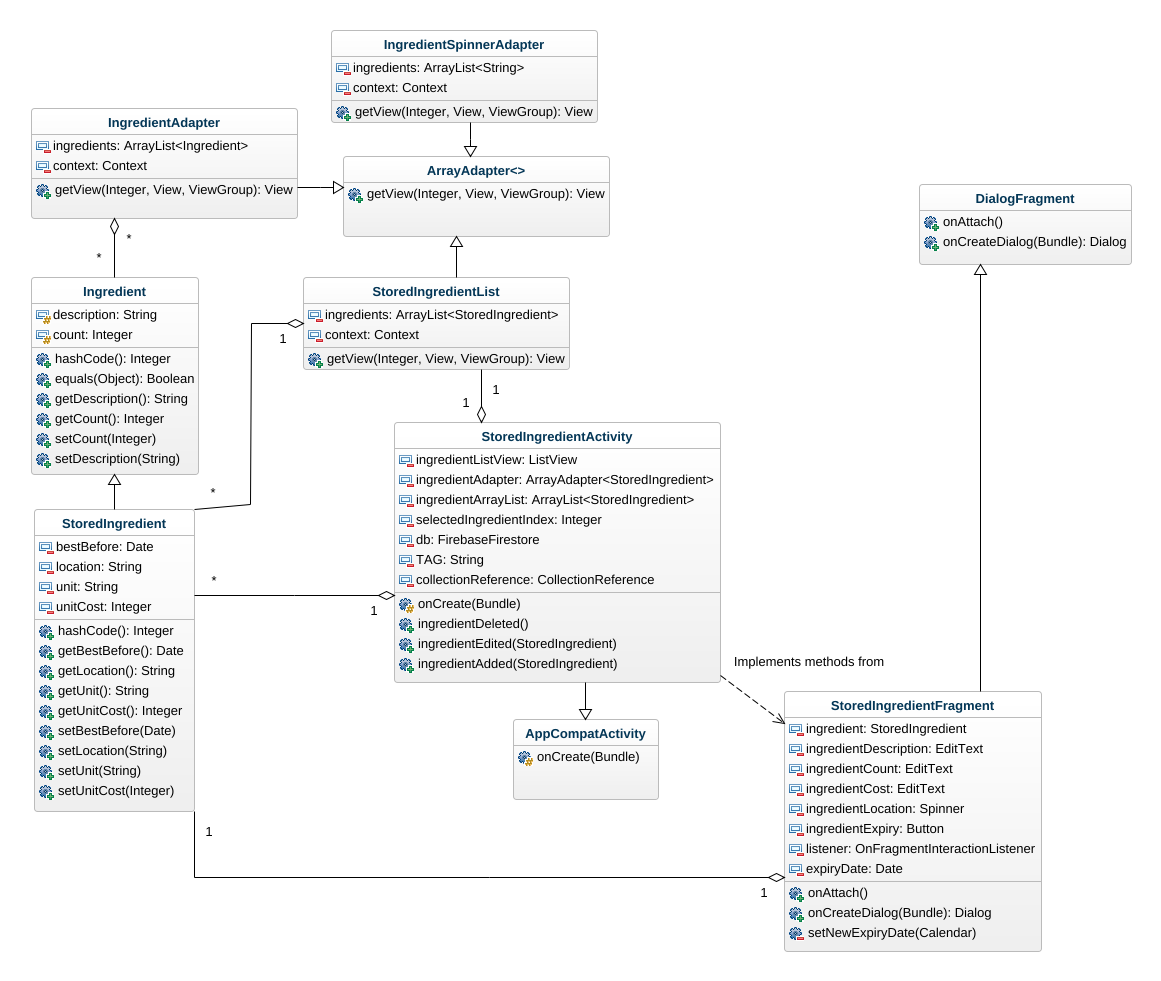 IngredientSpinnerAdapter
ingredients: ArrayList<String>
context: Context
getView(Integer, View, ViewGroup): View
IngredientAdapter
ingredients: ArrayList<Ingredient>
context: Context
getView(Integer, View, ViewGroup): View
ArrayAdapter<>
getView(Integer, View, ViewGroup): View
DialogFragment
onAttach()
onCreateDialog(Bundle): Dialog
*
*
Ingredient
description: String
count: Integer
hashCode(): Integer
equals(Object): Boolean
getDescription(): String
getCount(): Integer
setCount(Integer)
setDescription(String)
StoredIngredientList
ingredients: ArrayList<StoredIngredient>
context: Context
getView(Integer, View, ViewGroup): View
1
1
1
*
StoredIngredientActivity
ingredientListView: ListView
ingredientAdapter: ArrayAdapter<StoredIngredient>
ingredientArrayList: ArrayList<StoredIngredient>
selectedIngredientIndex: Integer
db: FirebaseFirestore
TAG: String
collectionReference: CollectionReference
onCreate(Bundle)
ingredientDeleted()
ingredientEdited(StoredIngredient)
ingredientAdded(StoredIngredient)
StoredIngredient
bestBefore: Date
location: String
unit: String
unitCost: Integer
hashCode(): Integer
getBestBefore(): Date
getLocation(): String
getUnit(): String
getUnitCost(): Integer
setBestBefore(Date)
setLocation(String)
setUnit(String)
setUnitCost(Integer)
*
1
Implements methods from
AppCompatActivity
onCreate(Bundle)
StoredIngredientFragment
ingredient: StoredIngredient
ingredientDescription: EditText
ingredientCount: EditText
ingredientCost: EditText
ingredientLocation: Spinner
ingredientExpiry: Button
listener: OnFragmentInteractionListener
expiryDate: Date
onAttach()
onCreateDialog(Bundle): Dialog
setNewExpiryDate(Calendar)
1
1